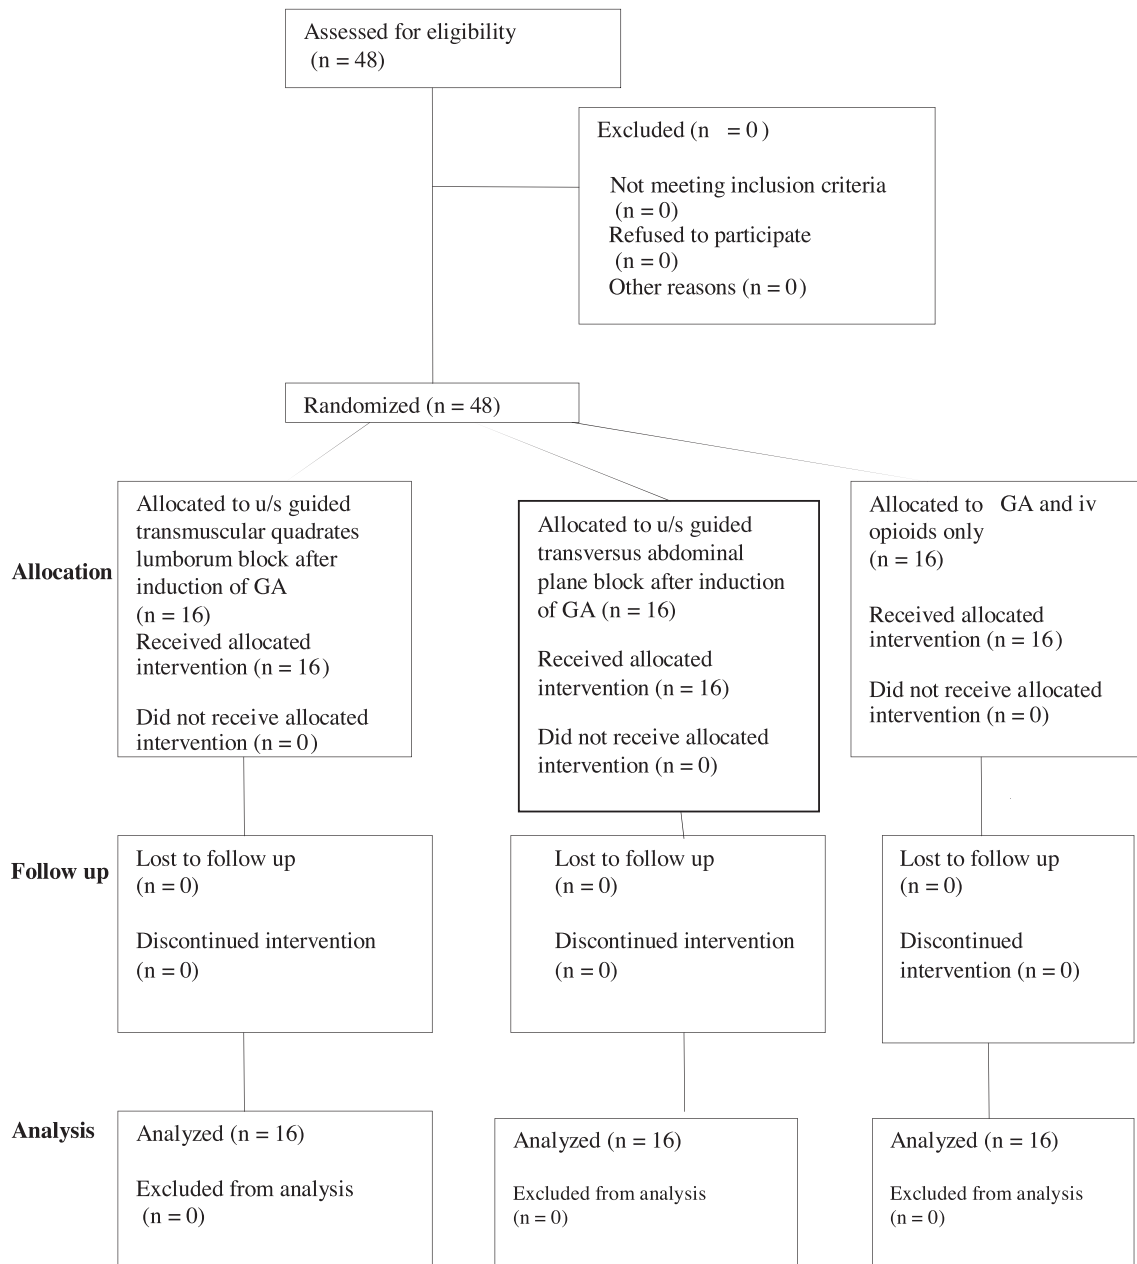 Assessed for eligibility
(n = 48)
Excluded (n = 0)
Not meeting inclusion criteria
(n = 0)
Refused to participate
(n = 0)
Other reasons (n = 0)
Randomized (n = 48)
Allocation
Allocated to u/s guided
transmuscular quadrates
lumborum block after
induction of GA
(n = 16)
Received allocated
intervention (n = 16)
Did not receive allocated
intervention (n = 0)
Allocated to u/s guided
transversus abdominal
plane block after induction
of GA (n = 16)
Received allocated
intervention (n = 16)
Did not receive allocated
intervention (n = 0)
Allocated to GA and iv
opioids only
(n = 16)
Received allocated
intervention (n = 16)
Did not receive allocated
intervention (n = 0)
Follow up
Lost to follow up
(n = 0)
Discontinued intervention
(n = 0)
Lost to follow up
(n = 0)
Discontinued intervention
(n = 0)
Lost to follow up
(n = 0)
Discontinued
intervention (n = 0)
Analysis
Analyzed (n = 16)
Excluded from analysis
(n = 0)
Analyzed (n = 16)
Excluded from analysis
(n = 0)
Analyzed (n = 16)
Excluded from analysis
(n = 0)